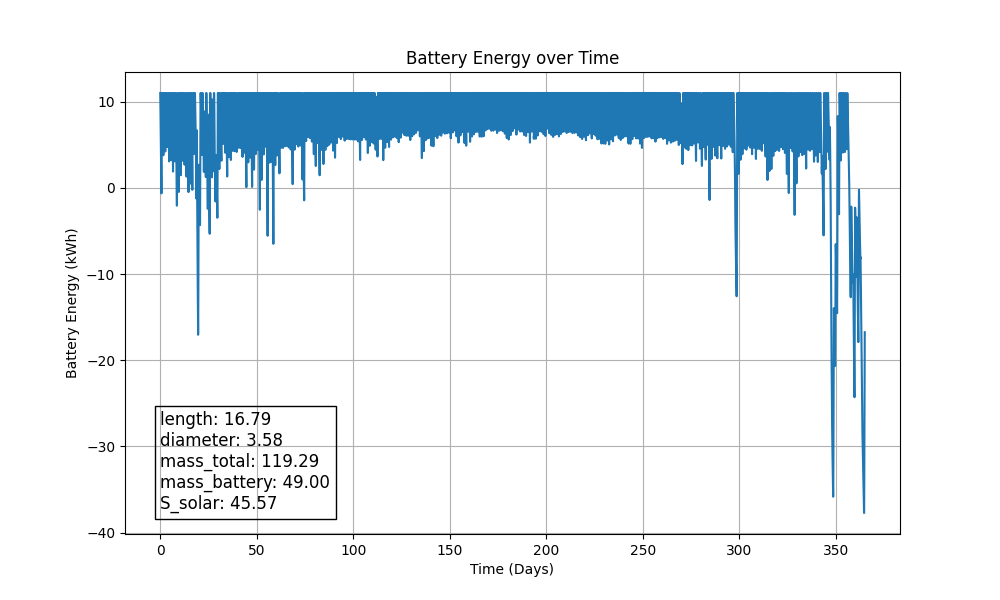 Battery Energy over Time
Battery Energy (kWh)
10
0
−10
−20
−30
−40
length: 16.79
diameter: 3.58
mass_total: 119.29
mass_battery: 49.00
S_solar: 45.57
0 50 100 150 200 250 300 350
Time (Days)